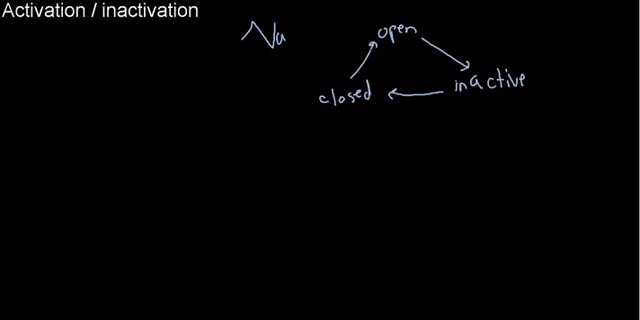 Activation / inactivation
Na
open
inactive
closed